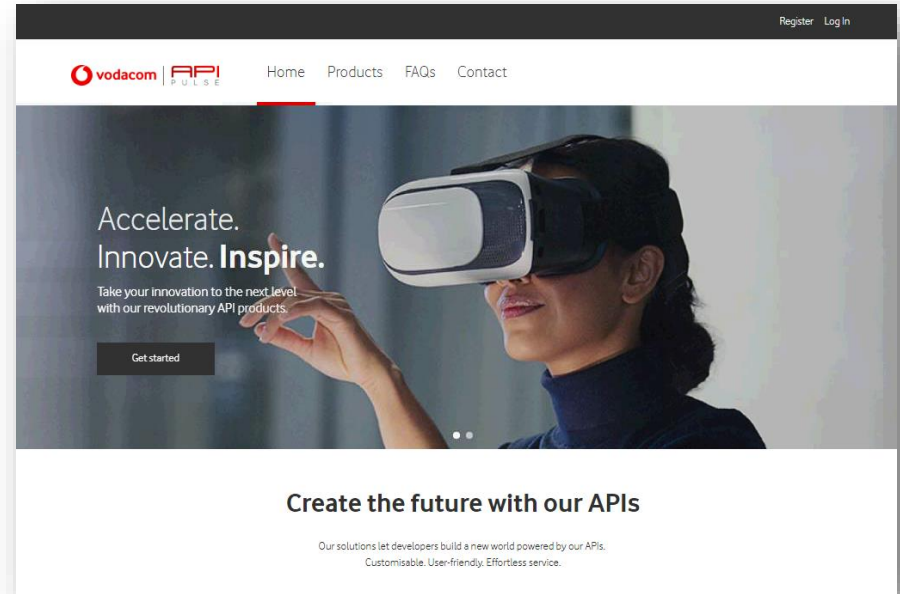 Register Log In
vodacom | API
PULSE
Home Products FAQs Contact
Accelerate.
Innovate. Inspire.
Take your innovation to the next level
with our revolutionary API products.
Get started
Create the future with our APIs
Our solutions let developers build a new world powered by our APIs.
Customisable. User-friendly. Effortless service.